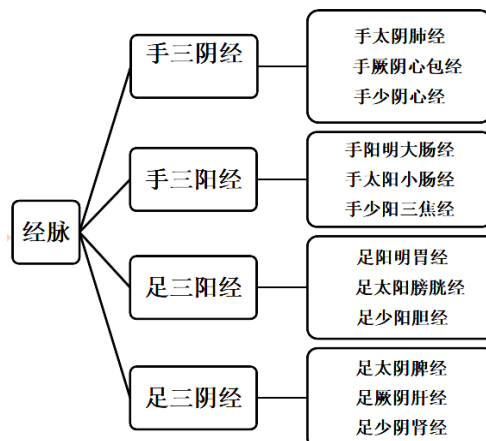 经脉
手三阴经
手太阴肺经
手厥阴心包经
手少阴心经
手三阳经
手阳明大肠经
手太阳小肠经
手少阳三焦经
足三阳经
足阳明胃经
足太阳膀胱经
足少阳胆经
足三阴经
足太阴脾经
足厥阴肝经
足少阴肾经